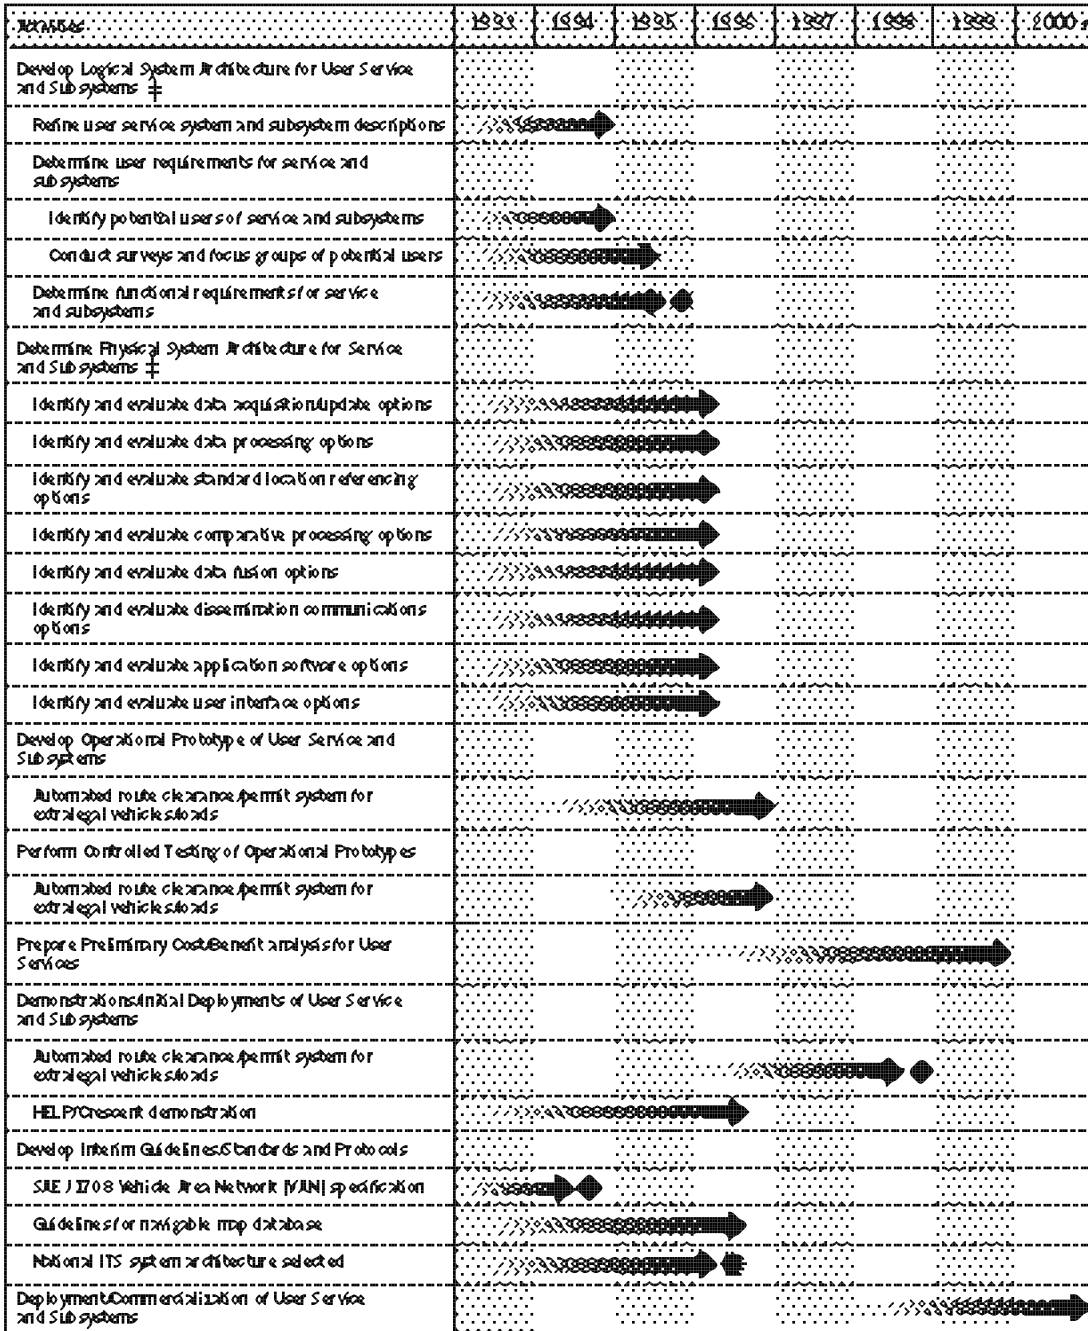 Activities 1993 1994 1995 1996 1997 1998 1999 2000+
Develop Logical System Architecture for User Service
and Subsystems ‡
Refine user service system and subsystem descriptions
Determine user requirements for service and
subsystems
Identify potential users of service and subsystems
Conduct surveys and focus groups of potential users
Determine functional requirements for service
and subsystems
Determine Physical System Architecture for Service
and Subsystems ‡
Identify and evaluate data acquisition/update options
Identify and evaluate data processing options
Identify and evaluate standard location referencing
options
Identify and evaluate comparative processing options
Identify and evaluate data fusion options
Identify and evaluate dissemination communications
options
Identify and evaluate application software options
Identify and evaluate user interface options
Develop Operational Prototype of User Service and
Subsystems
Automated route clearance/permit system for
extralegal vehicles/loads
Perform Controlled Testing of Operational Prototypes
Automated route clearance/permit system for
extralegal vehicles/loads
Prepare Preliminary Cost/Benefit analysis for User
Services
Demonstrations/Initial Deployments of User Service
and Subsystems
Automated route clearance/permit system for
extralegal vehicles/loads
HELP/Crescent demonstration
Develop Interim Guidelines/Standards and Protocols
SAE J1708 Vehicle Area Network (VAN) specification
Guidelines for navigable map database
National ITS system architecture selected
Deployment/Commercialization of User Service
and Subsystems